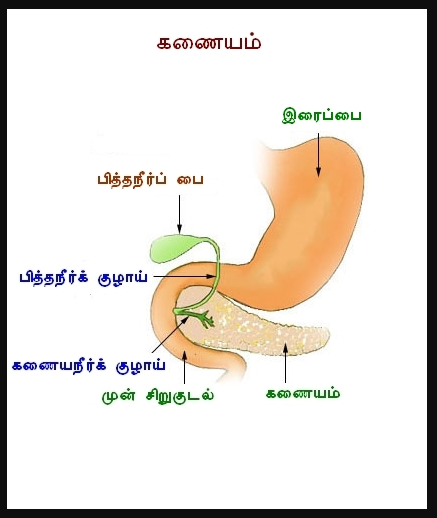 கணையம்
இரைப்பை
பித்தநீர்ப் பை
பித்தநீர்க் குழாய்
கணையநீர்க் குழாய்
முன் சிறுகுடல்
கணையம்